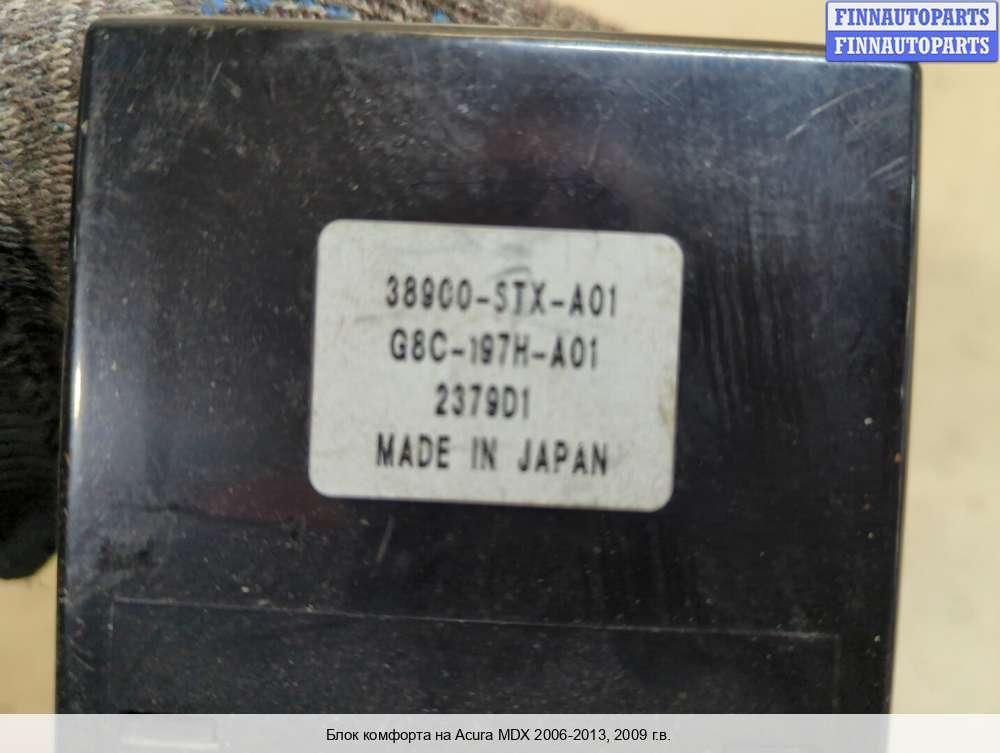 FINNAUTOPARTS
FINNAUTOPARTS
38900-STX-A01
G8C-197H-A01
2379D1
MADE IN JAPAN
Блок комфорта на Acura MDX 2006-2013, 2009 г.в.